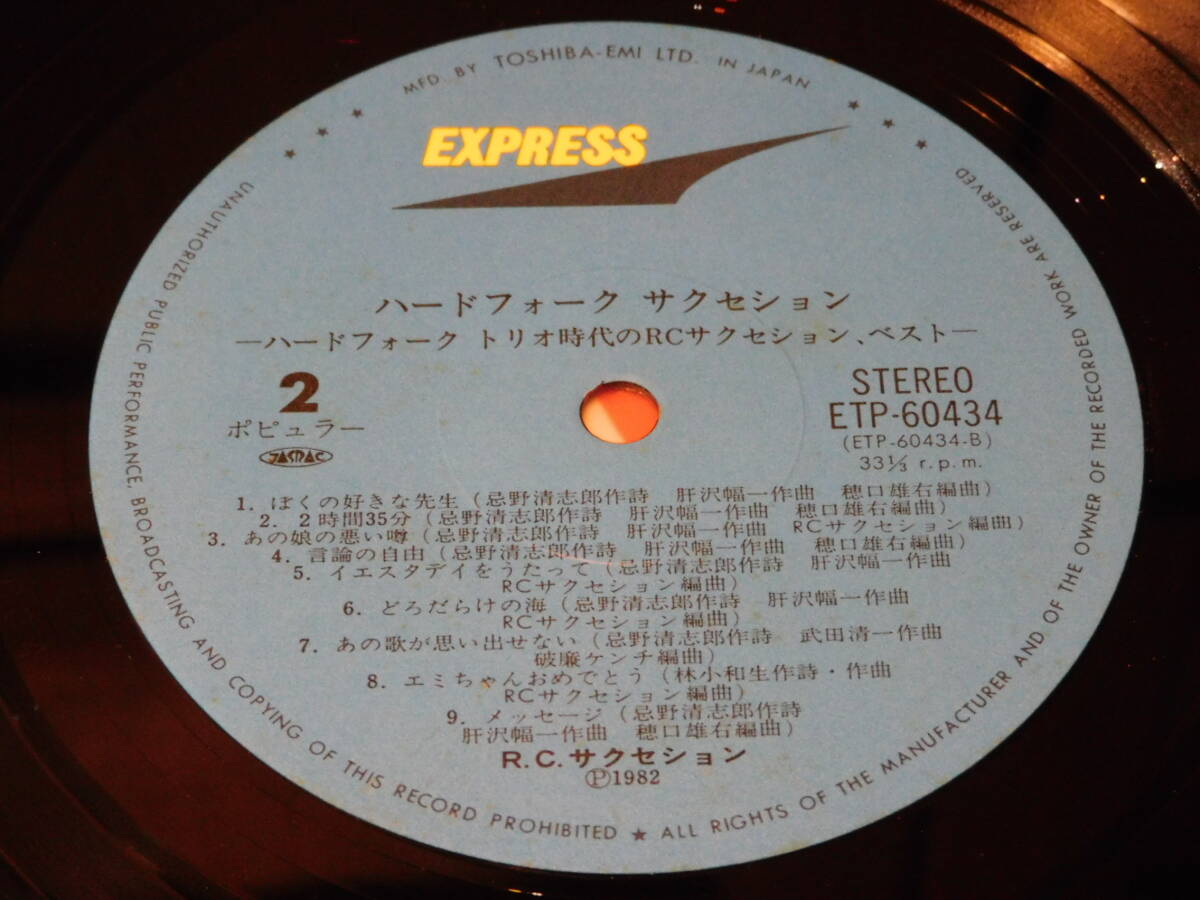 MFD. BY TOSHIBA-EMI LTD. IN JAPAN
★ ★ ★
★ ★ ★
EXPRESS
ハードフォーク サクセション
―ハードフォーク トリオ時代のRCサクセション、ベスト―
2
ポピュラー
JASRAC
STEREO
ETP-60434
(ETP-60434-B)
33⅓ r.p.m.
1. ぼくの好きな先生 (忌野清志郎作詩 肝沢幅一作曲 穂口雄右編曲)
2. 2時間35分 (忌野清志郎作詩 肝沢幅一作曲 穂口雄右編曲)
3. あの娘の悪い噂 (忌野清志郎作詩 肝沢幅一作曲 RCサクセション編曲)
4. 言論の自由 (忌野清志郎作詩 肝沢幅一作曲 穂口雄右編曲)
5. イエスタデイをうたって (忌野清志郎作詩 肝沢幅一作曲
RCサクセション編曲)
6. どろだらけの海 (忌野清志郎作詩 肝沢幅一作曲
RCサクセション編曲)
7. あの歌が思い出せない (忌野清志郎作詩 武田清一作曲
破廉ケンチ編曲)
8. エミちゃんおめでとう (林小和生作詩・作曲
RCサクセション編曲)
9. メッセージ (忌野清志郎作詩
肝沢幅一作曲 穂口雄右編曲)
R.C.サクセション
Ⓟ1982
UNAUTHORIZED PUBLIC PERFORMANCE, BROADCASTING AND COPYING OF THIS RECORD PROHIBITED ★ ALL RIGHTS OF THE MANUFACTURER AND OF THE OWNER OF THE RECORDED WORK ARE RESERVED